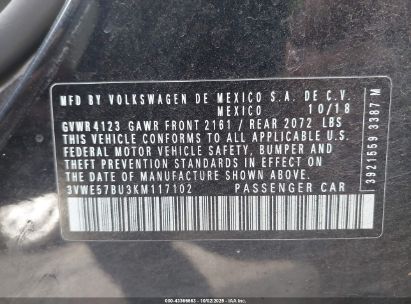 MFD BY VOLKSWAGEN DE MEXICO S.A. DE C.V.
MEXICO 10/18
GVWR 4123 GAWR FRONT 2161 / REAR 2072 LBS
THIS VEHICLE CONFORMS TO ALL APPLICABLE U.S.
FEDERAL MOTOR VEHICLE SAFETY, BUMPER AND
THEFT PREVENTION STANDARDS IN EFFECT ON THE
DATE OF MANUFACTURE SHOWN ABOVE.
3VWE57BU3KM117102 PASSENGER CAR
3921659 3387 M